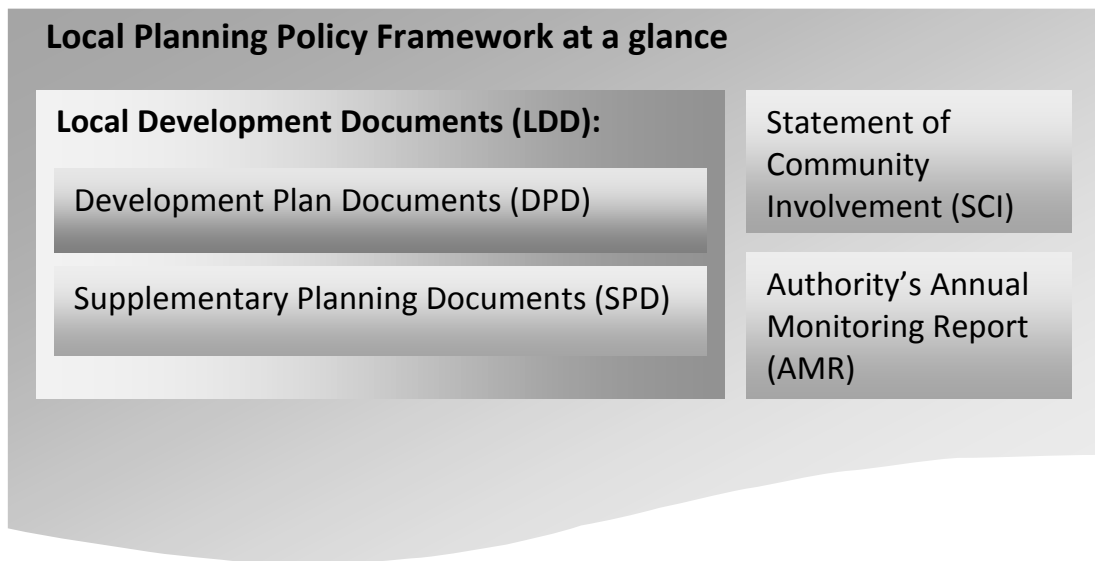 Local Planning Policy Framework at a glance
Local Development Documents (LDD):
Development Plan Documents (DPD)
Supplementary Planning Documents (SPD)
Statement of
Community
Involvement (SCI)
Authority’s Annual
Monitoring Report
(AMR)